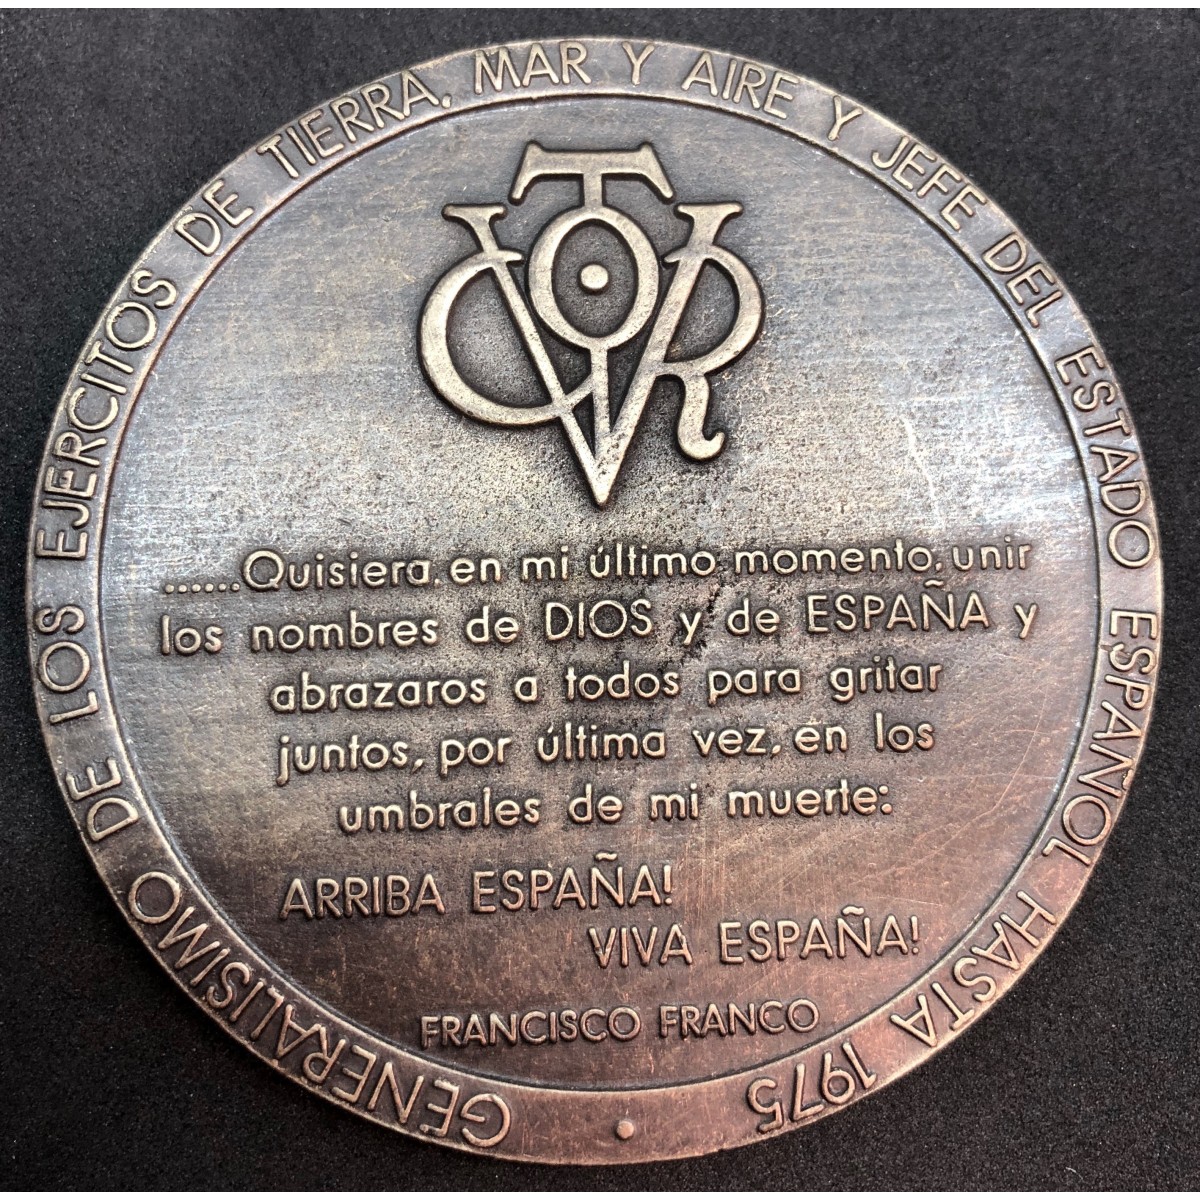 GENERALISIMO DE LOS EJERCITOS DE TIERRA, MAR Y AIRE Y JEFE DEL ESTADO ESPAÑOL HASTA 1975
VICTOR
......Quisiera, en mi último momento, unir
los nombres de DIOS y de ESPAÑA y
abrazaros a todos para gritar
juntos, por última vez, en los
umbrales de mi muerte:
ARRIBA ESPAÑA!
VIVA ESPAÑA!
FRANCISCO FRANCO